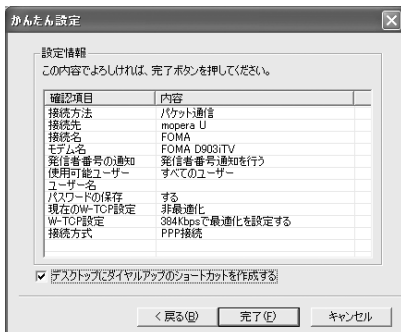 かんたん設定
設定情報
この内容でよろしければ、完了ボタンを押してください。
確認項目 内容
接続方法 パケット通信
接続先 mopera U
接続名 FOMA
モデム名 FOMA D903iTV
発信者番号の通知 発信者番号通知を行う
使用可能ユーザー すべてのユーザー
ユーザー名
パスワードの保存 する
現在のW-TCP設定 非最適化
W-TCP設定 384Kbpsで最適化を設定する
接続方式 PPP接続
デスクトップにダイヤルアップのショートカットを作成する
< 戻る(B) 完了(F) キャンセル